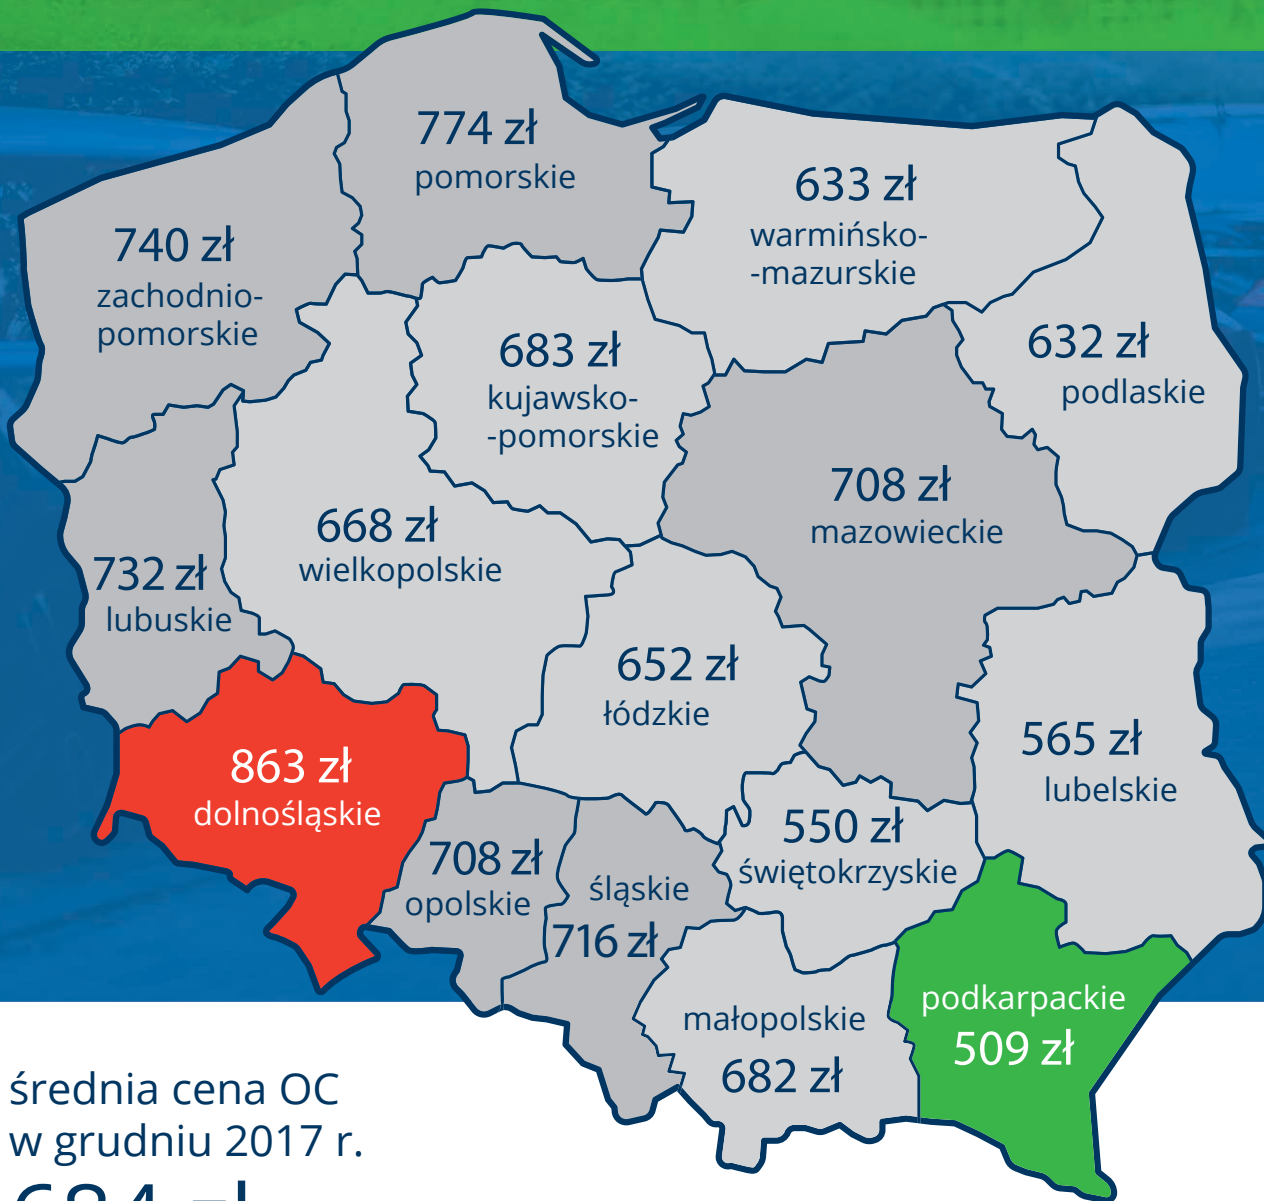 774 zł
pomorskie
633 zł
warmińsko-
-mazurskie
740 zł
zachodnio-
pomorskie
683 zł
kujawsko-
-pomorskie
632 zł
podlaskie
708 zł
mazowieckie
668 zł
wielkopolskie
732 zł
lubuskie
652 zł
łódzkie
565 zł
lubelskie
863 zł
dolnośląskie
708 zł
opolskie
śląskie
716 zł
550 zł
świętokrzyskie
małopolskie
682 zł
podkarpackie
509 zł
średnia cena OC
w grudniu 2017 r.
684 zł